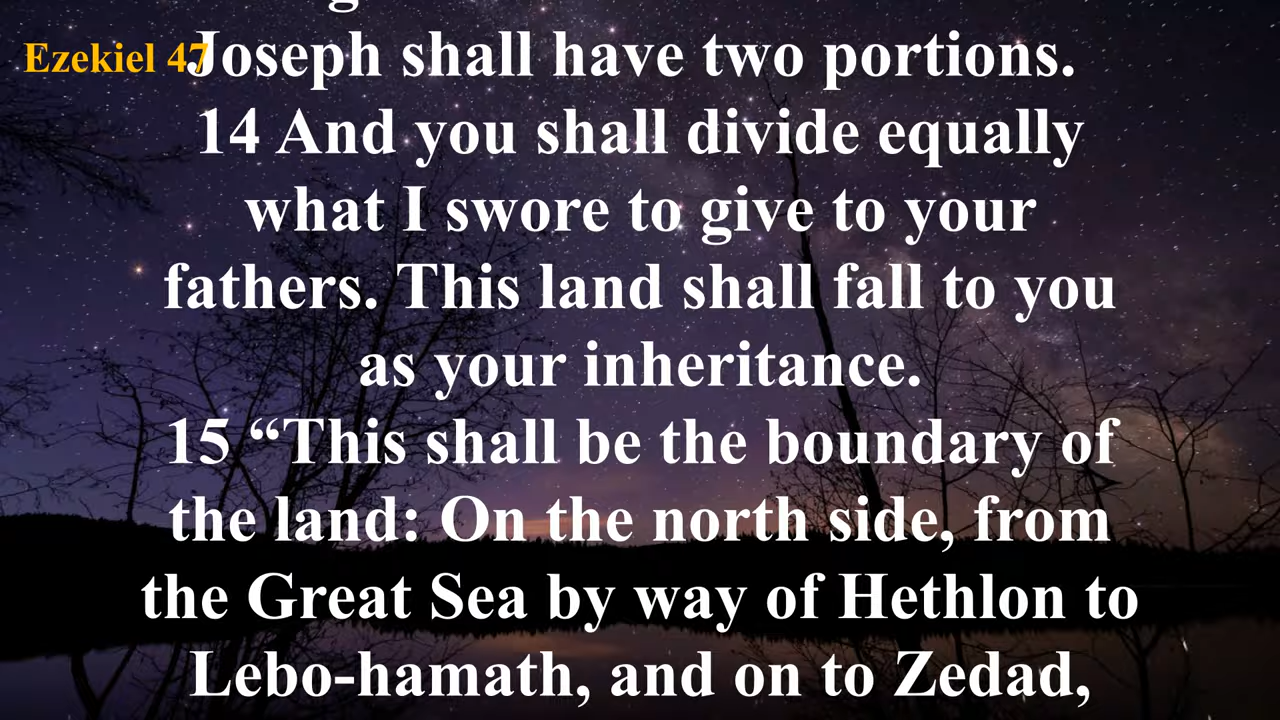 Ezekiel 47
Joseph shall have two portions.
14 And you shall divide equally
what I swore to give to your
fathers. This land shall fall to you
as your inheritance.
15 “This shall be the boundary of
the land: On the north side, from
the Great Sea by way of Hethlon to
Lebo-hamath, and on to Zedad,